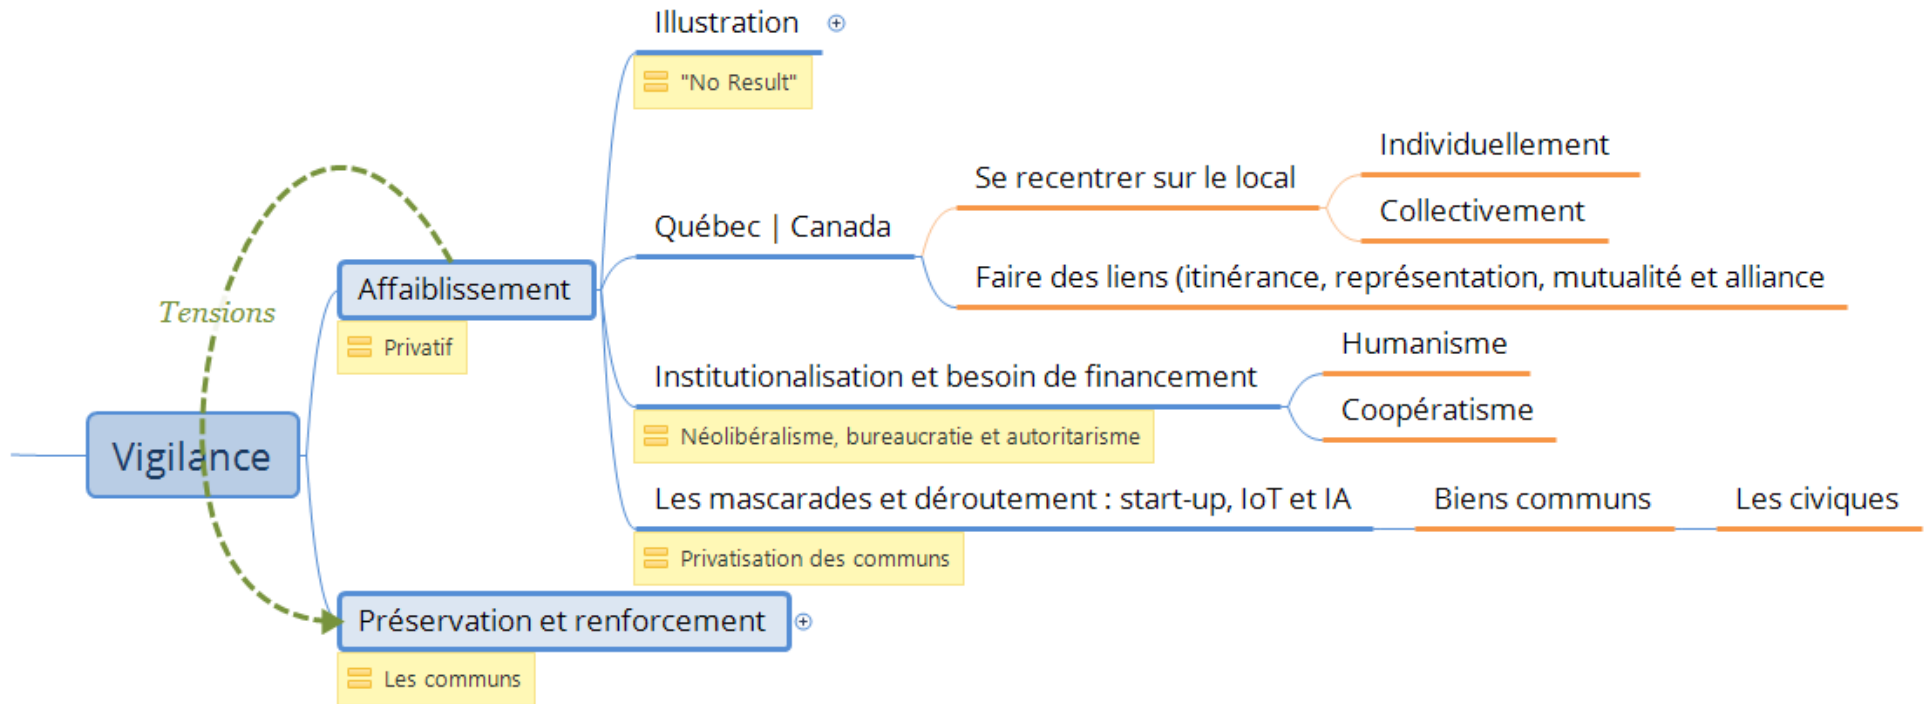 Illustration
"No Result"
Individuellement
Se recentrer sur le local
Collectivement
Québec | Canada
Faire des liens (itinérance, représentation, mutualité et alliance
Affaiblissement
Tensions
Privatif
Humanisme
Institutionalisation et besoin de financement
Coopératisme
Néolibéralisme, bureaucratie et autoritarisme
Vigilance
Les mascarades et déroutement : start-up, IoT et IA
Biens communs
Les civiques
Privatisation des communs
Préservation et renforcement
Les communs